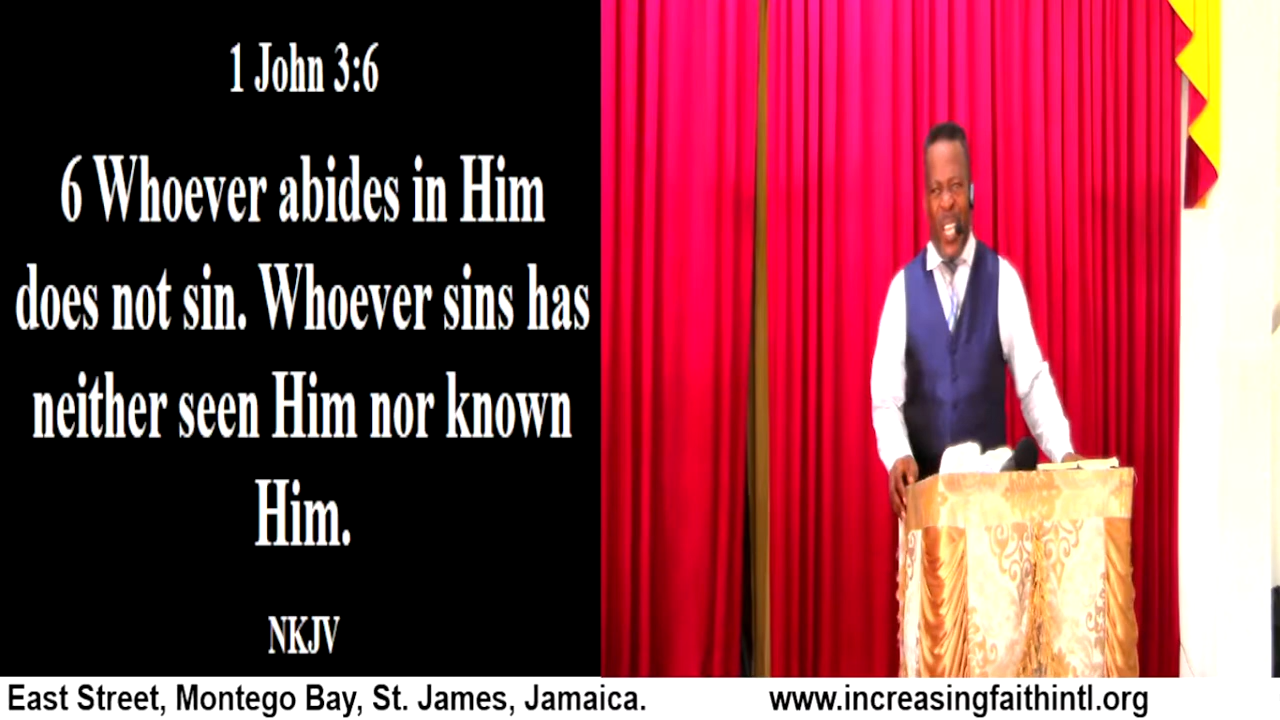 1 John 3:6
6 Whoever abides in Him
does not sin. Whoever sins has
neither seen Him nor known
Him.
NKJV
East Street, Montego Bay, St. James, Jamaica.
www.increasingfaithintl.org